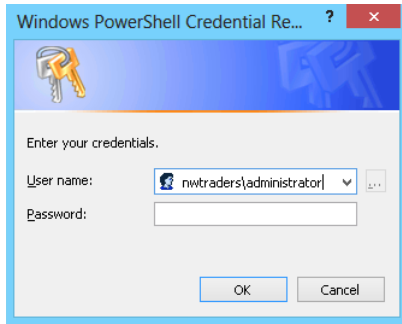 Windows PowerShell Credential Re... ? x
Enter your credentials.
User name: nwtraders\administrator ...
Password:
OK Cancel